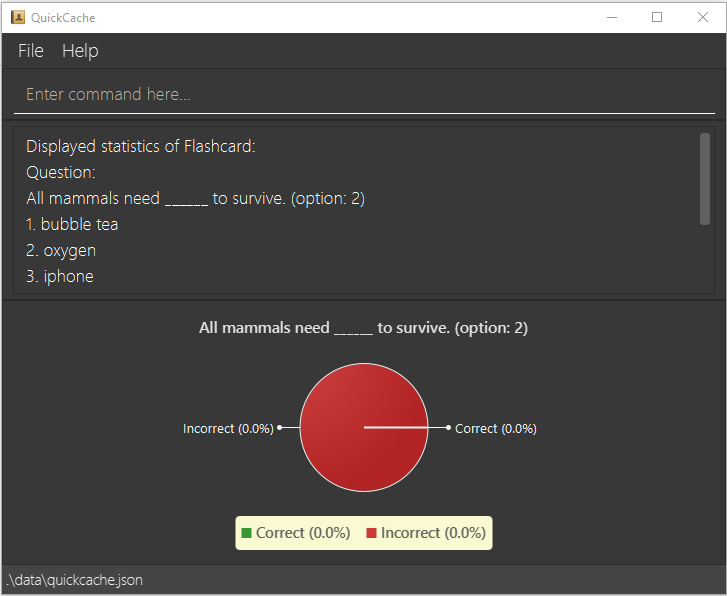 QuickCache
File Help
Enter command here...
Displayed statistics of Flashcard:
Question:
All mammals need ______ to survive. (option: 2)
1. bubble tea
2. oxygen
3. iphone
All mammals need ______ to survive. (option: 2)
Incorrect (0.0%)
Correct (0.0%)
Correct (0.0%) Incorrect (0.0%)
.\data\quickcache.json